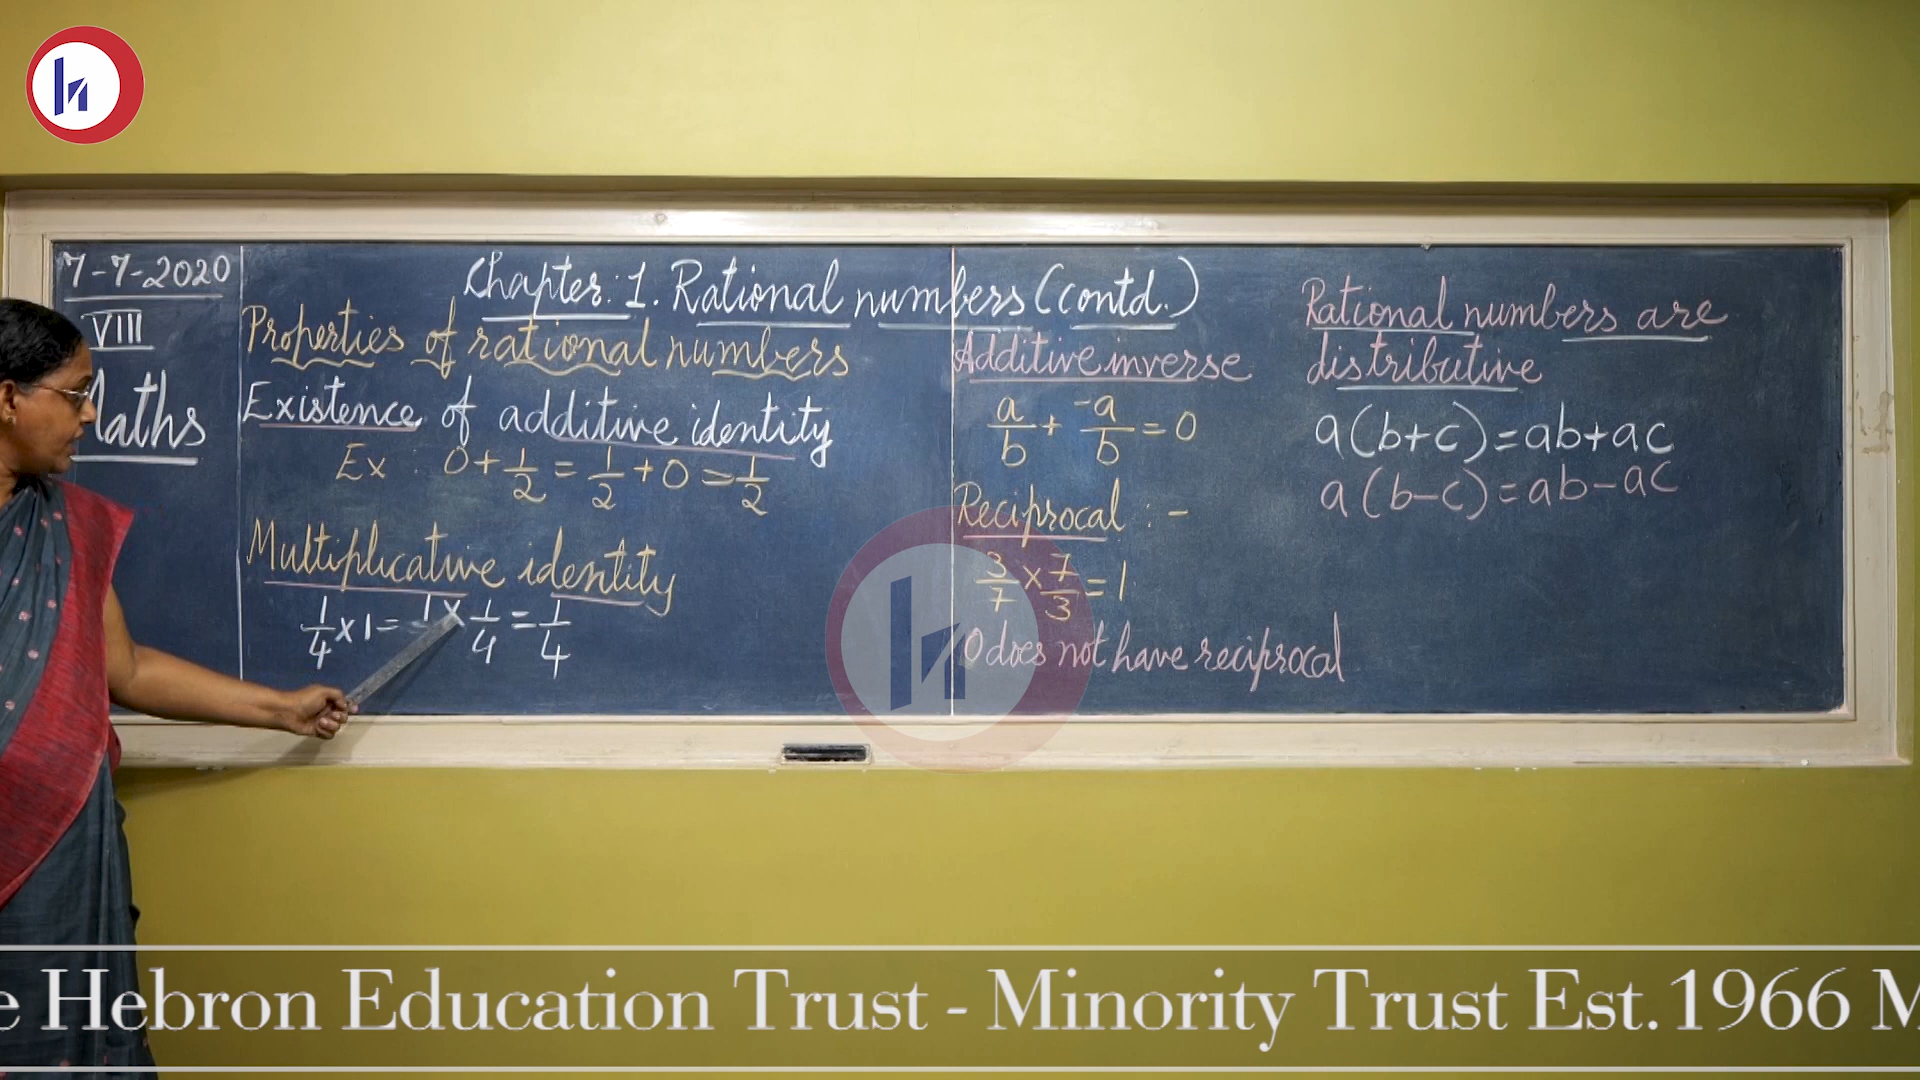 7-7-2020
VIII
Maths
Chapter: 1. Rational numbers (contd.)
Properties of rational numbers
Existence of additive identity
Ex : 0 + 1/2 = 1/2 + 0 = 1/2
Multiplicative identity
1/4 × 1 = 1 × 1/4 = 1/4
Additive inverse
a/b + -a/b = 0
Reciprocal : -
3/7 × 7/3 = 1
0 does not have reciprocal
Rational numbers are
distributive
a(b+c)=ab+ac
a(b-c)=ab-ac
e Hebron Education Trust - Minority Trust Est.1966 M